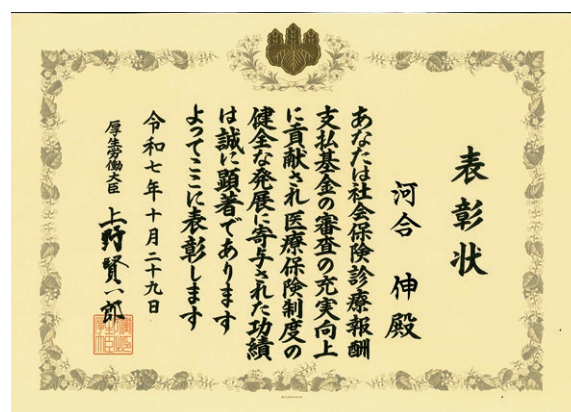 表彰状
河合 伸殿
あなたは社会保険診療報酬
支払基金の審査の充実向上
に貢献され医療保険制度の
健全な発展に寄与された功績
は誠に顕著であります
よってここに表彰します
令和七年十月二十九日
厚生労働大臣 上野賢一郎